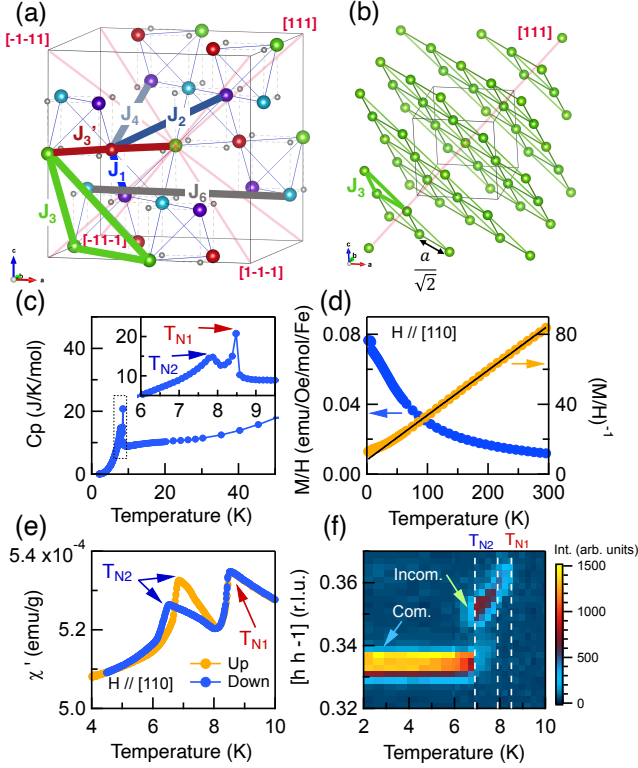 (a)
[-1-11]
[111]
J4
J2
J3'
J1
J6
J3
[-11-1]
[1-1-1]
c
b
a
(b)
[111]
J3
a
√2
c
b
a
(c)
Cp (J/K/mol)
50
40
30
20
10
0
0
20
40
Temperature (K)
20
10
6
7
8
9
TN1
TN2
(d)
H // [110]
M/H (emu/Oe/mol/Fe)
0.08
0.04
0.00
0
100
200
300
Temperature (K)
80
40
0
(M/H)-1
(e)
5.4 x10-4
5.2
5.0
χ' (emu/g)
TN2
TN1
Up
Down
H // [110]
4
6
8
10
Temperature (K)
(f)
TN2
TN1
[h h -1] (r.l.u.)
0.36
0.34
0.32
Incom.
Com.
2
4
6
8
10
Temperature (K)
Int. (arb. units)
1500
1000
500
0